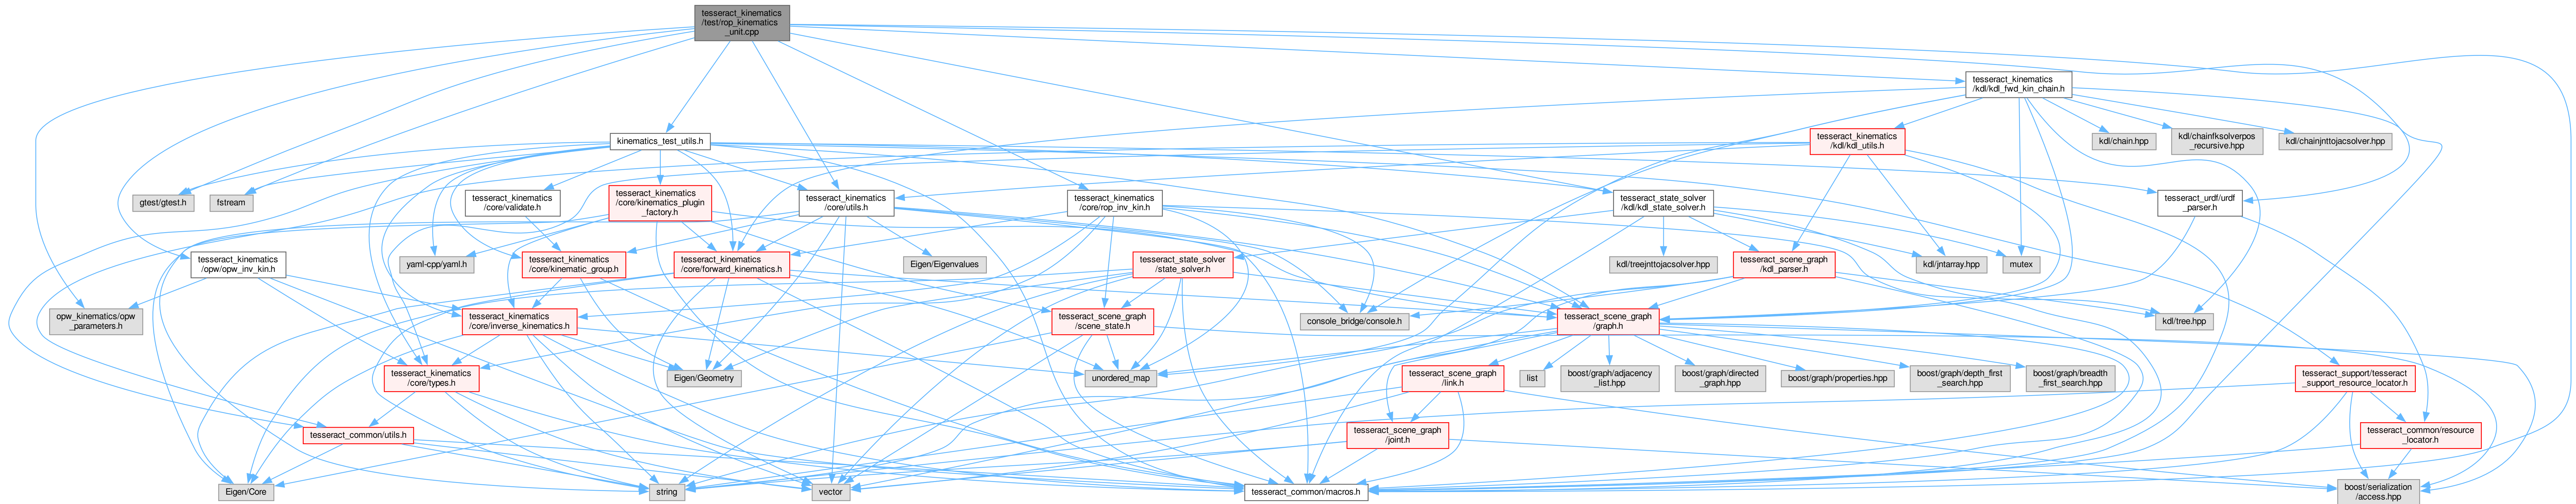 tesseract_kinematics
/test/rop_kinematics
_unit.cpp
tesseract_kinematics
/kdl/kdl_fwd_kin_chain.h
kinematics_test_utils.h
tesseract_kinematics
/kdl/kdl_utils.h
kdl/chain.hpp
kdl/chainfksolverpos
_recursive.hpp
kdl/chainjnttojacsolver.hpp
gtest/gtest.h
fstream
tesseract_kinematics
/core/validate.h
tesseract_kinematics
/core/kinematics_plugin
_factory.h
tesseract_kinematics
/core/utils.h
tesseract_kinematics
/core/rop_inv_kin.h
tesseract_state_solver
/kdl/kdl_state_solver.h
tesseract_urdf/urdf
_parser.h
tesseract_kinematics
/opw/opw_inv_kin.h
yaml-cpp/yaml.h
tesseract_kinematics
/core/kinematic_group.h
tesseract_kinematics
/core/forward_kinematics.h
Eigen/Eigenvalues
tesseract_state_solver
/state_solver.h
kdl/treejnttojacsolver.hpp
tesseract_scene_graph
/kdl_parser.h
kdl/jntarray.hpp
mutex
opw_kinematics/opw
_parameters.h
tesseract_kinematics
/core/inverse_kinematics.h
tesseract_scene_graph
/scene_state.h
console_bridge/console.h
tesseract_scene_graph
/graph.h
kdl/tree.hpp
tesseract_kinematics
/core/types.h
Eigen/Geometry
unordered_map
tesseract_scene_graph
/link.h
list
boost/graph/adjacency
_list.hpp
boost/graph/directed
_graph.hpp
boost/graph/properties.hpp
boost/graph/depth_first
_search.hpp
boost/graph/breadth
_first_search.hpp
tesseract_support/tesseract
_support_resource_locator.h
tesseract_common/utils.h
tesseract_scene_graph
/joint.h
tesseract_common/resource
_locator.h
Eigen/Core
string
vector
tesseract_common/macros.h
boost/serialization
/access.hpp